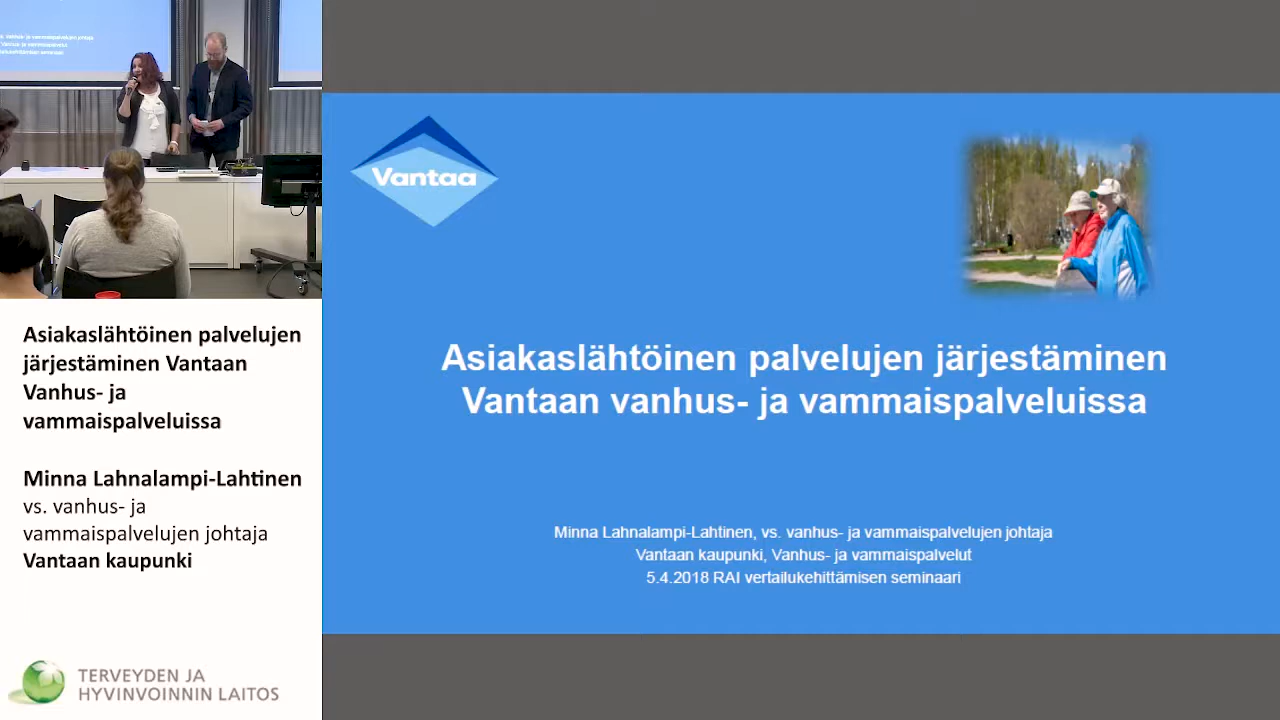 Asiakaslähtöinen palvelujen
järjestäminen Vantaan
Vanhus- ja
vammaispalveluissa
Minna Lahnalampi-Lahtinen
vs. vanhus- ja
vammaispalvelujen johtaja
Vantaan kaupunki
TERVEYDEN JA
HYVINVOINNIN LAITOS
Vantaa
Asiakaslähtöinen palvelujen järjestäminen
Vantaan vanhus- ja vammaispalveluissa
Minna Lahnalampi-Lahtinen, vs. vanhus- ja vammaispalvelujen johtaja
Vantaan kaupunki, Vanhus- ja vammaispalvelut
5.4.2018 RAI vertailukehittämisen seminaari